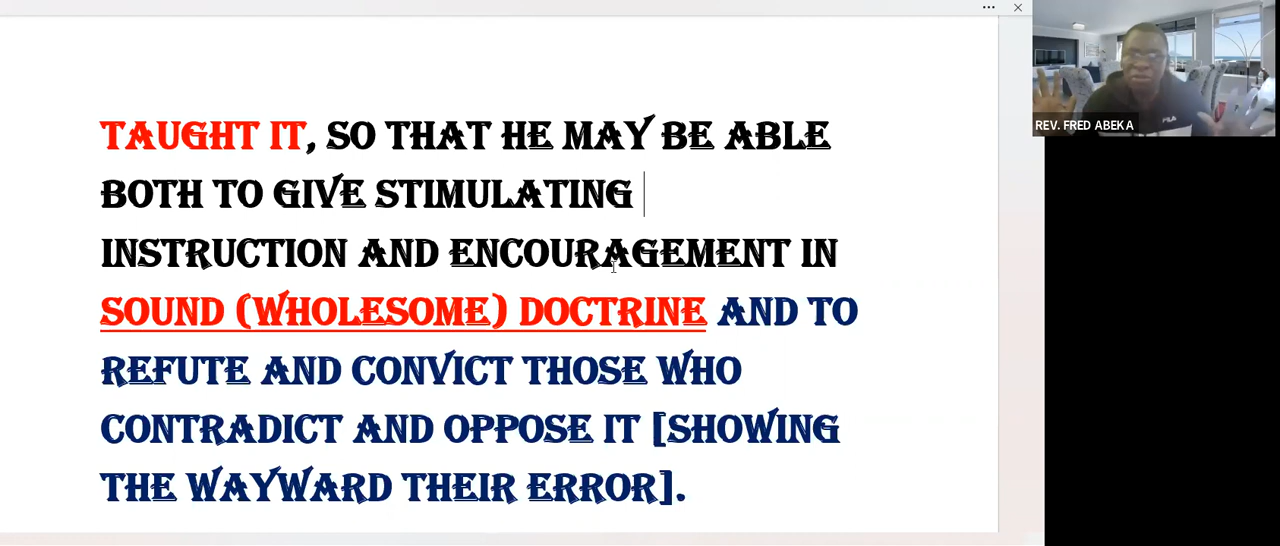 TAUGHT IT, SO THAT HE MAY BE ABLE
BOTH TO GIVE STIMULATING
INSTRUCTION AND ENCOURAGEMENT IN
SOUND (WHOLESOME) DOCTRINE AND TO
REFUTE AND CONVICT THOSE WHO
CONTRADICT AND OPPOSE IT [SHOWING
THE WAYWARD THEIR ERROR].
FILA
REV. FRED ABEKA